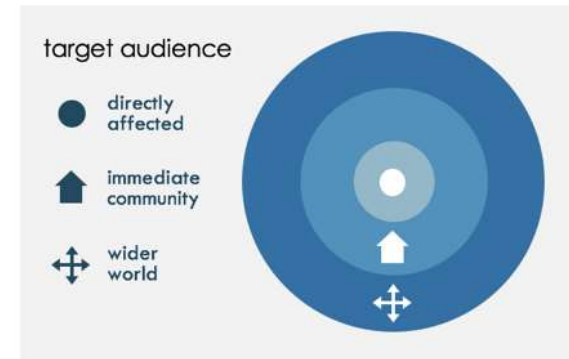 target audience
directly
affected
immediate
community
wider
world